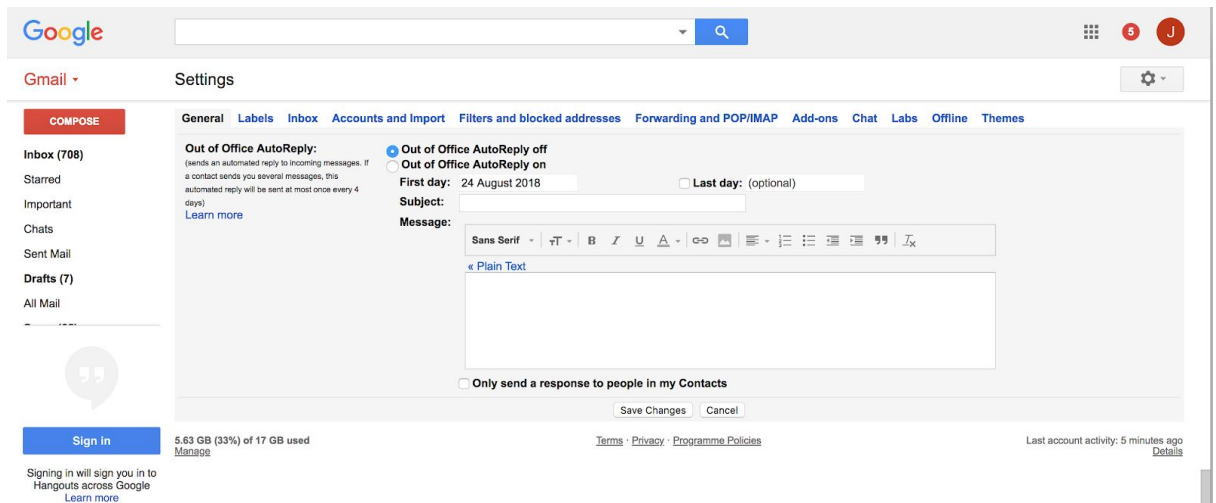 Google
5
J
Gmail
Settings
COMPOSE
General Labels Inbox Accounts and Import Filters and blocked addresses Forwarding and POP/IMAP Add-ons Chat Labs Offline Themes
Inbox (708)
Starred
Important
Chats
Sent Mail
Drafts (7)
All Mail
Out of Office AutoReply:
(sends an automated reply to incoming messages. If
a contact sends you several messages, this
automated reply will be sent at most once every 4
days)
Learn more
Out of Office AutoReply off
Out of Office AutoReply on
First day: 24 August 2018 Last day: (optional)
Subject:
Message:
Sans Serif B I U A
« Plain Text
Only send a response to people in my Contacts
Save Changes Cancel
Sign in
Signing in will sign you in to
Hangouts across Google
Learn more
5.63 GB (33%) of 17 GB used
Manage
Terms · Privacy · Programme Policies
Last account activity: 5 minutes ago
Details